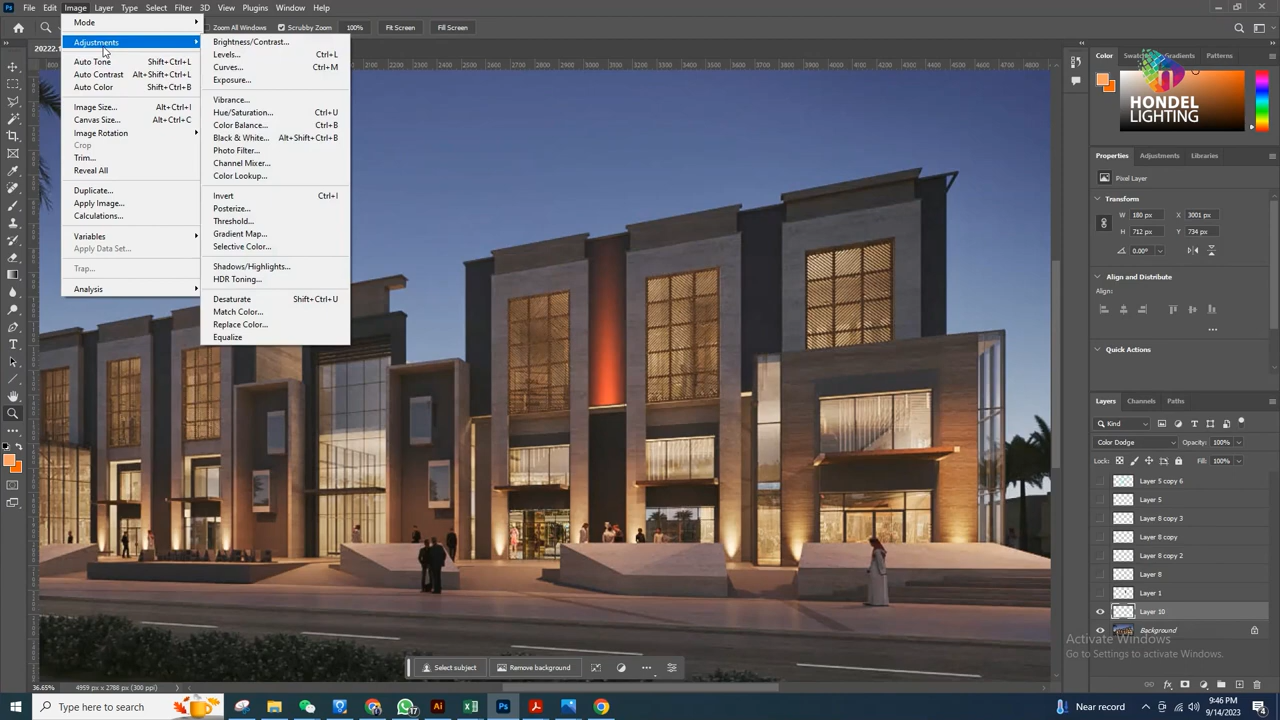 Ps File Edit Image Layer Type Select Filter 3D View Plugins Window Help
Zoom All Windows Scrubby Zoom 100% Fit Screen Fill Screen
20222.
Mode
Adjustments
Auto Tone Shift+Ctrl+L
Auto Contrast Alt+Shift+Ctrl+L
Auto Color Shift+Ctrl+B
Image Size... Alt+Ctrl+I
Canvas Size... Alt+Ctrl+C
Image Rotation
Crop
Trim...
Reveal All
Duplicate...
Apply Image...
Calculations...
Variables
Apply Data Set...
Trap...
Analysis
Brightness/Contrast...
Levels... Ctrl+L
Curves... Ctrl+M
Exposure...
Vibrance...
Hue/Saturation... Ctrl+U
Color Balance... Ctrl+B
Black & White... Alt+Shift+Ctrl+B
Photo Filter...
Channel Mixer...
Color Lookup...
Invert Ctrl+I
Posterize...
Threshold...
Gradient Map...
Selective Color...
Shadows/Highlights...
HDR Toning...
Desaturate Shift+Ctrl+U
Match Color...
Replace Color...
Equalize
Color Gradients Patterns
HONDEL
LIGHTING
Properties Adjustments Libraries
Pixel Layer
Transform
W 180 px X 3001 px
H 712 px Y 734 px
0.00°
Align and Distribute
Align:
Quick Actions
Layers Channels Paths
Kind
Color Dodge Opacity: 100%
Lock: Fill: 100%
Layer 5 copy 6
Layer 5
Layer 8 copy 3
Layer 8 copy
Layer 8 copy 2
Layer 8
Layer 1
Layer 10
Background
Activate Windows
Go to Settings to activate Windows.
Select subject Remove background
36.65% 4959 px x 2788 px (300 ppi)
Type here to search
Near record
9:46 PM
9/14/2023